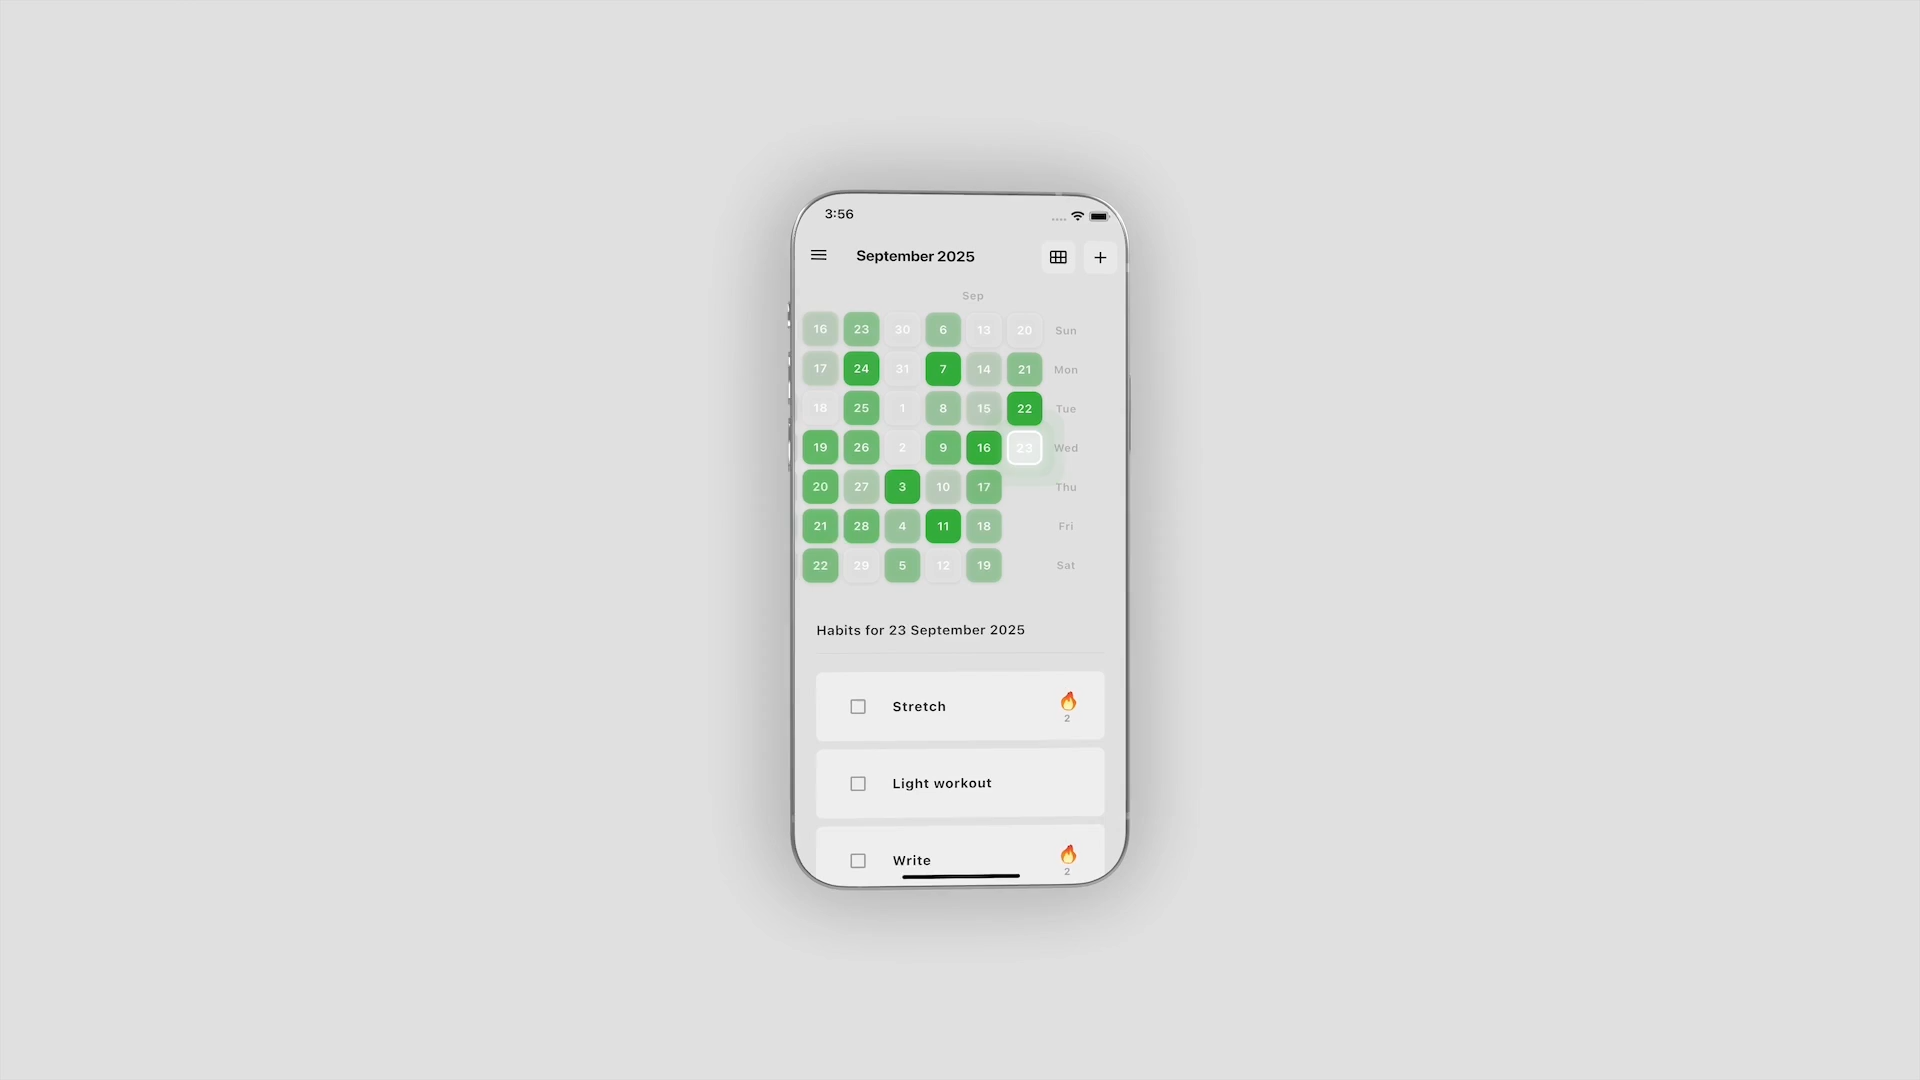 3:56
September 2025
Sep
16 23 30 6 13 20 Sun
17 24 31 7 14 21 Mon
18 25 1 8 15 22 Tue
19 26 2 9 16 23 Wed
20 27 3 10 17 Thu
21 28 4 11 18 Fri
22 29 5 12 19 Sat
Habits for 23 September 2025
Stretch
2
Light workout
Write
2